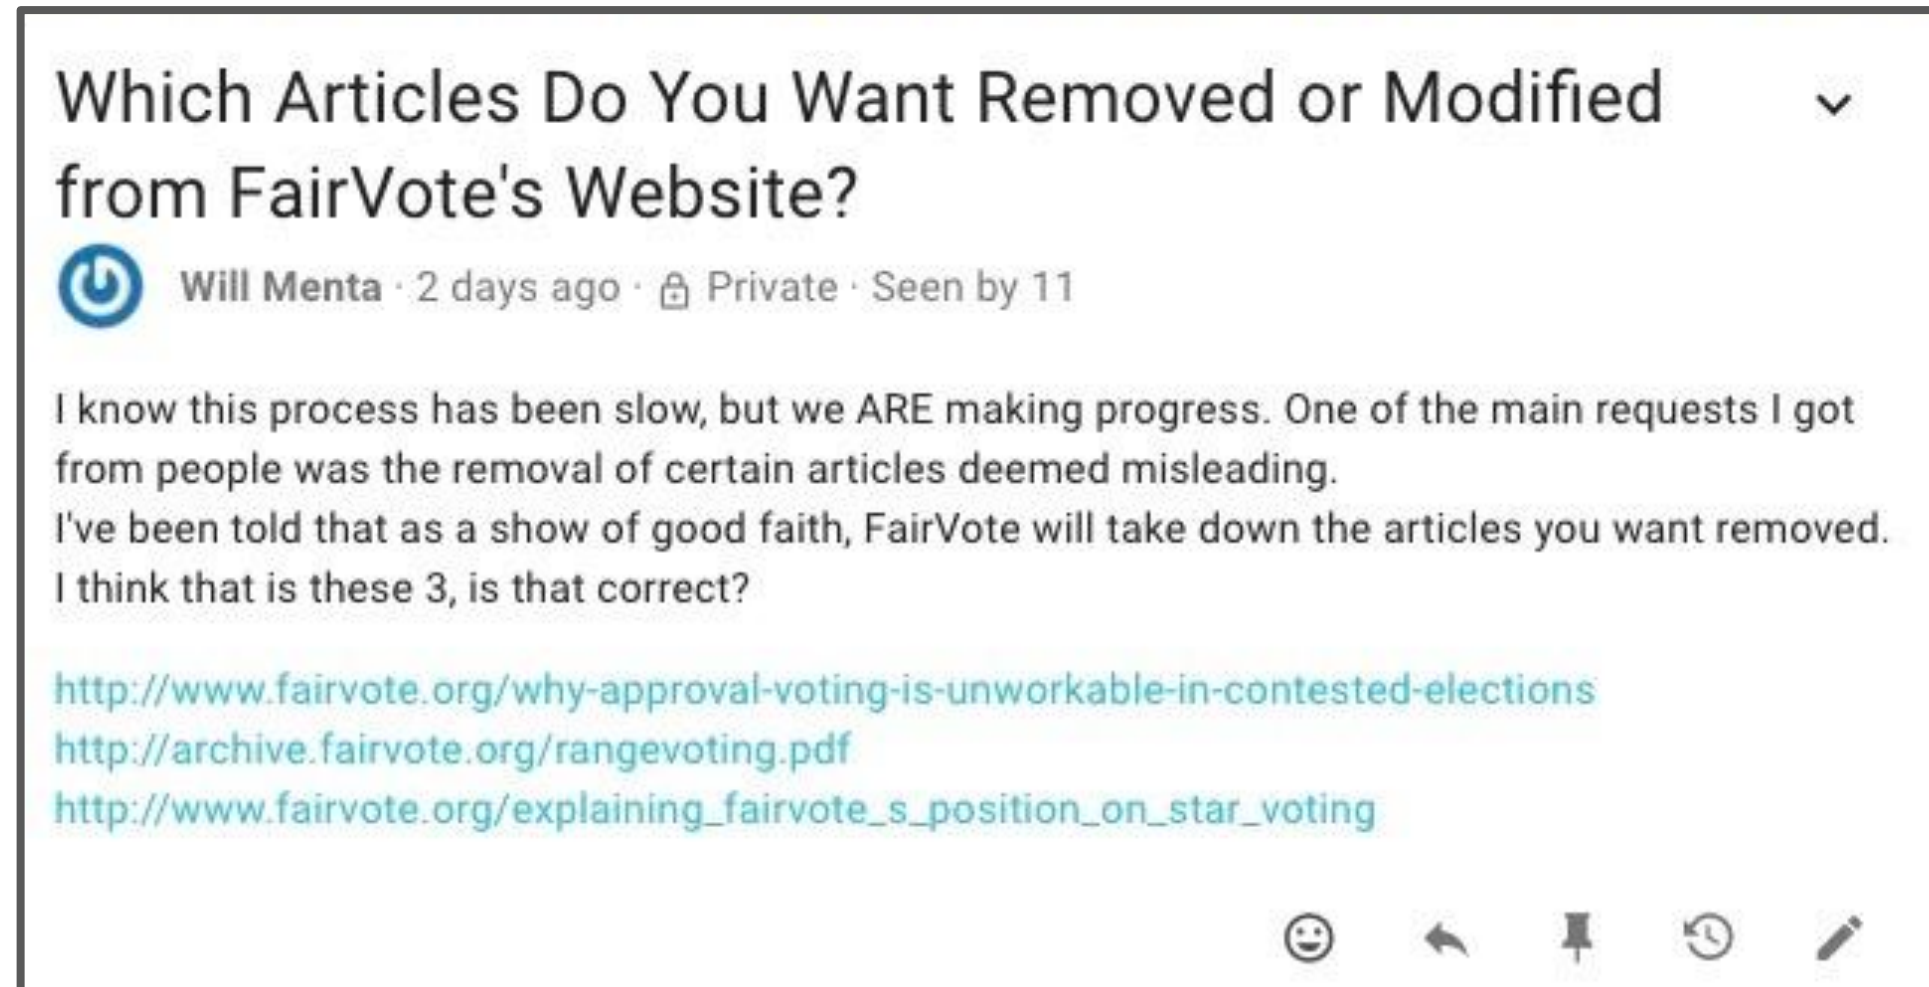 Which Articles Do You Want Removed or Modified
from FairVote's Website?
Will Menta · 2 days ago · Private · Seen by 11
I know this process has been slow, but we ARE making progress. One of the main requests I got
from people was the removal of certain articles deemed misleading.
I've been told that as a show of good faith, FairVote will take down the articles you want removed.
I think that is these 3, is that correct?
http://www.fairvote.org/why-approval-voting-is-unworkable-in-contested-elections
http://archive.fairvote.org/rangevoting.pdf
http://www.fairvote.org/explaining_fairvote_s_position_on_star_voting